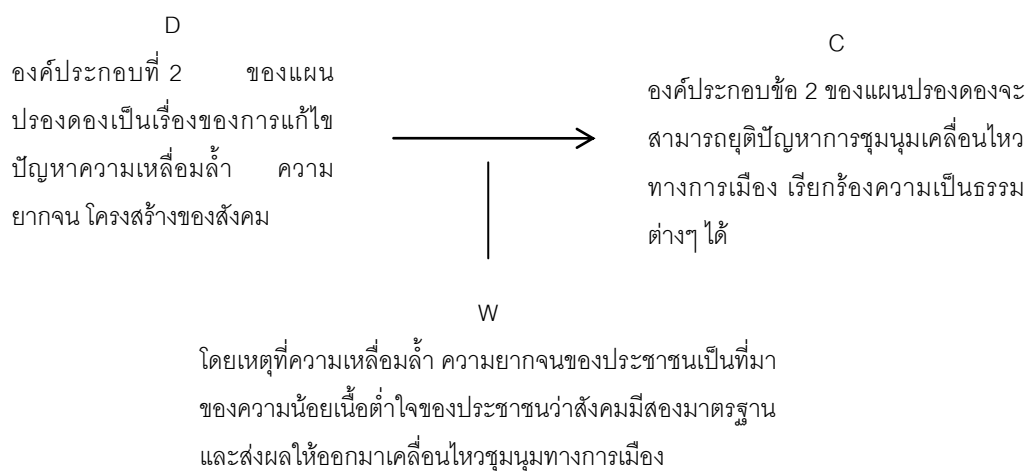 D
องค์ประกอบที่ 2 ของแผน
ปรองดองเป็นเรื่องของการแก้ไข
ปัญหาความเหลื่อมล้ำ ความ
ยากจน โครงสร้างของสังคม
C
องค์ประกอบข้อ 2 ของแผนปรองดองจะ
สามารถยุติปัญหาการชุมนุมเคลื่อนไหว
ทางการเมือง เรียกร้องความเป็นธรรม
ต่างๆ ได้
W
โดยเหตุที่ความเหลื่อมล้ำ ความยากจนของประชาชนเป็นที่มา
ของความน้อยเนื้อต่ำใจของประชาชนว่าสังคมมีสองมาตรฐาน
และส่งผลให้ออกมาเคลื่อนไหวชุมนุมทางการเมือง